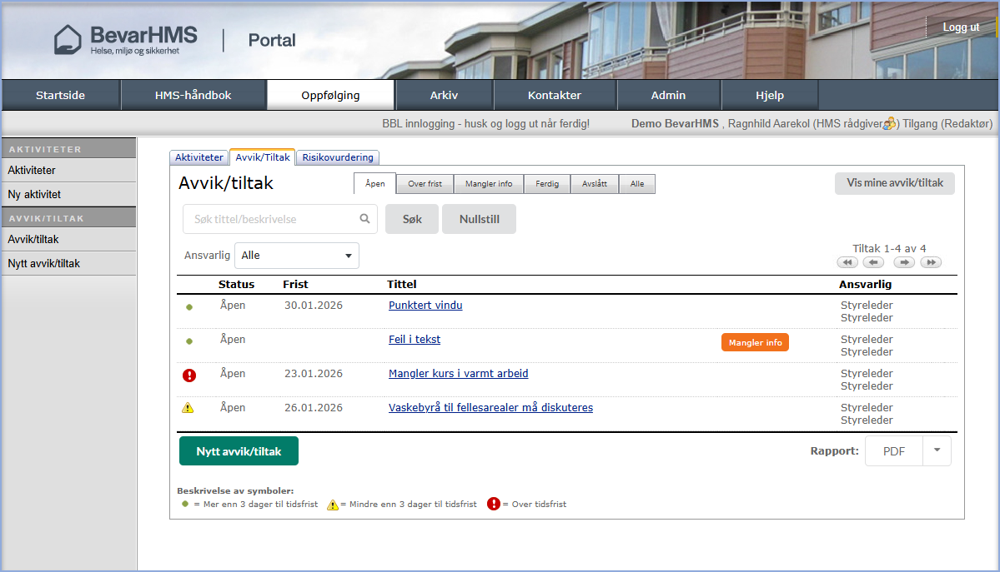 BevarHMS
Helse, miljø og sikkerhet
Portal
Logg ut
Startside
HMS-håndbok
Oppfølging
Arkiv
Kontakter
Admin
Hjelp
BBL innlogging - husk og logg ut når ferdig!
Demo BevarHMS , Ragnhild Aarekol (HMS rådgiver) Tilgang (Redaktør)
AKTIVITETER
Aktiviteter
Ny aktivitet
AVVIK/TILTAK
Avvik/tiltak
Nytt avvik/tiltak
Aktiviteter
Avvik/Tiltak
Risikovurdering
Avvik/tiltak
Åpen
Over frist
Mangler info
Ferdig
Avslått
Alle
Vis mine avvik/tiltak
Søk tittel/beskrivelse
Søk
Nullstill
Ansvarlig
Alle
Tiltak 1-4 av 4
Status Frist Tittel Ansvarlig
Åpen 30.01.2026 Punktert vindu Styreleder
Styreleder
Åpen Feil i tekst Mangler info Styreleder
Styreleder
Åpen 23.01.2026 Mangler kurs i varmt arbeid Styreleder
Styreleder
Åpen 26.01.2026 Vaskebyrå til fellesarealer må diskuteres Styreleder
Styreleder
Nytt avvik/tiltak
Rapport: PDF
Beskrivelse av symboler:
= Mer enn 3 dager til tidsfrist = Mindre enn 3 dager til tidsfrist = Over tidsfrist